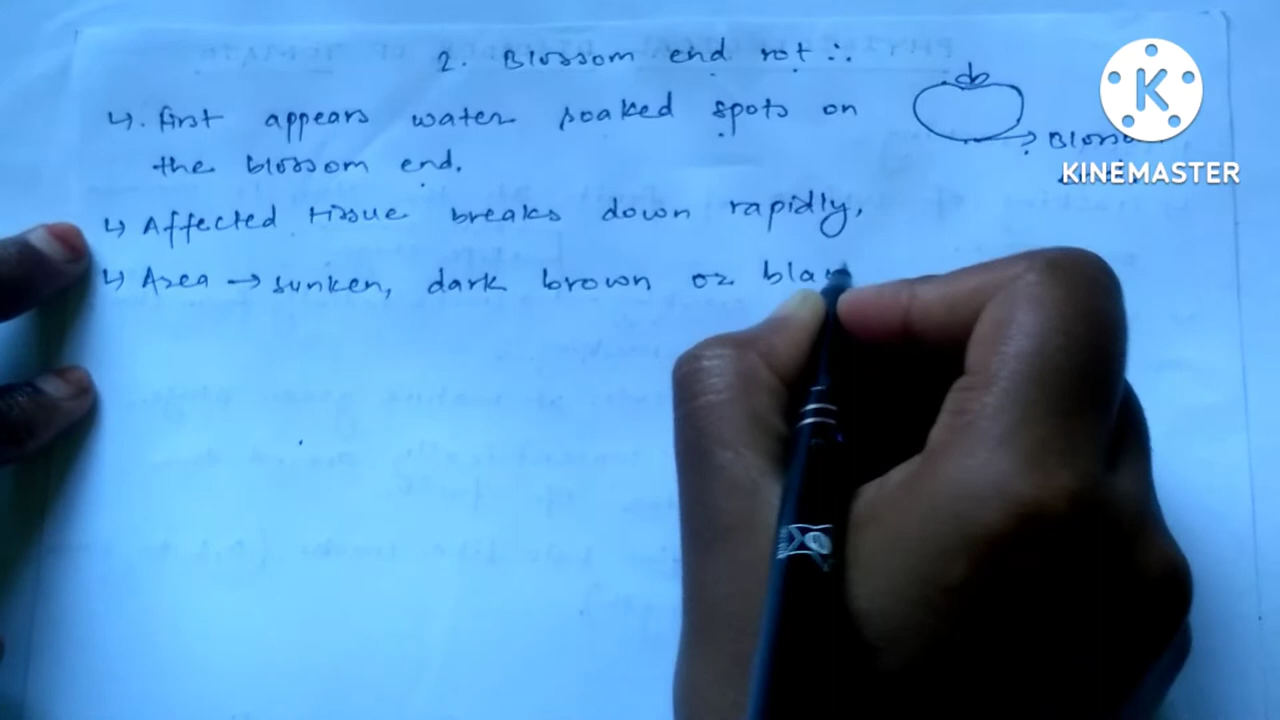 2. Blossom end rot :.
↳. first appears water soaked spots on
the blossom end.
↳ Affected tissue breaks down rapidly,
↳ Area → sunken, dark brown or bla
Bloss
K
KINEMASTER